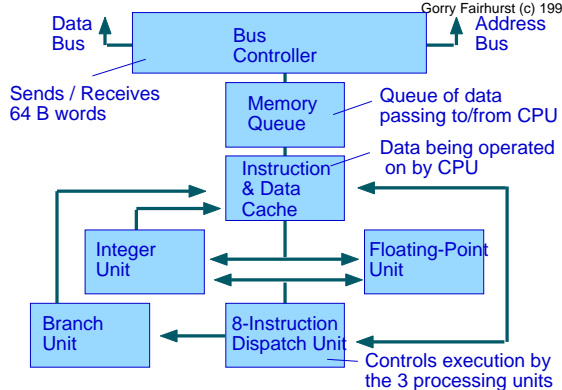 Gorry Fairhurst (c) 199
Data
Bus
Bus
Controller
Address
Bus
Sends / Receives
64 B words
Memory
Queue
Queue of data
passing to/from CPU
Instruction
& Data
Cache
Data being operated
on by CPU
Integer
Unit
Floating-Point
Unit
Branch
Unit
8-Instruction
Dispatch Unit
Controls execution by
the 3 processing units